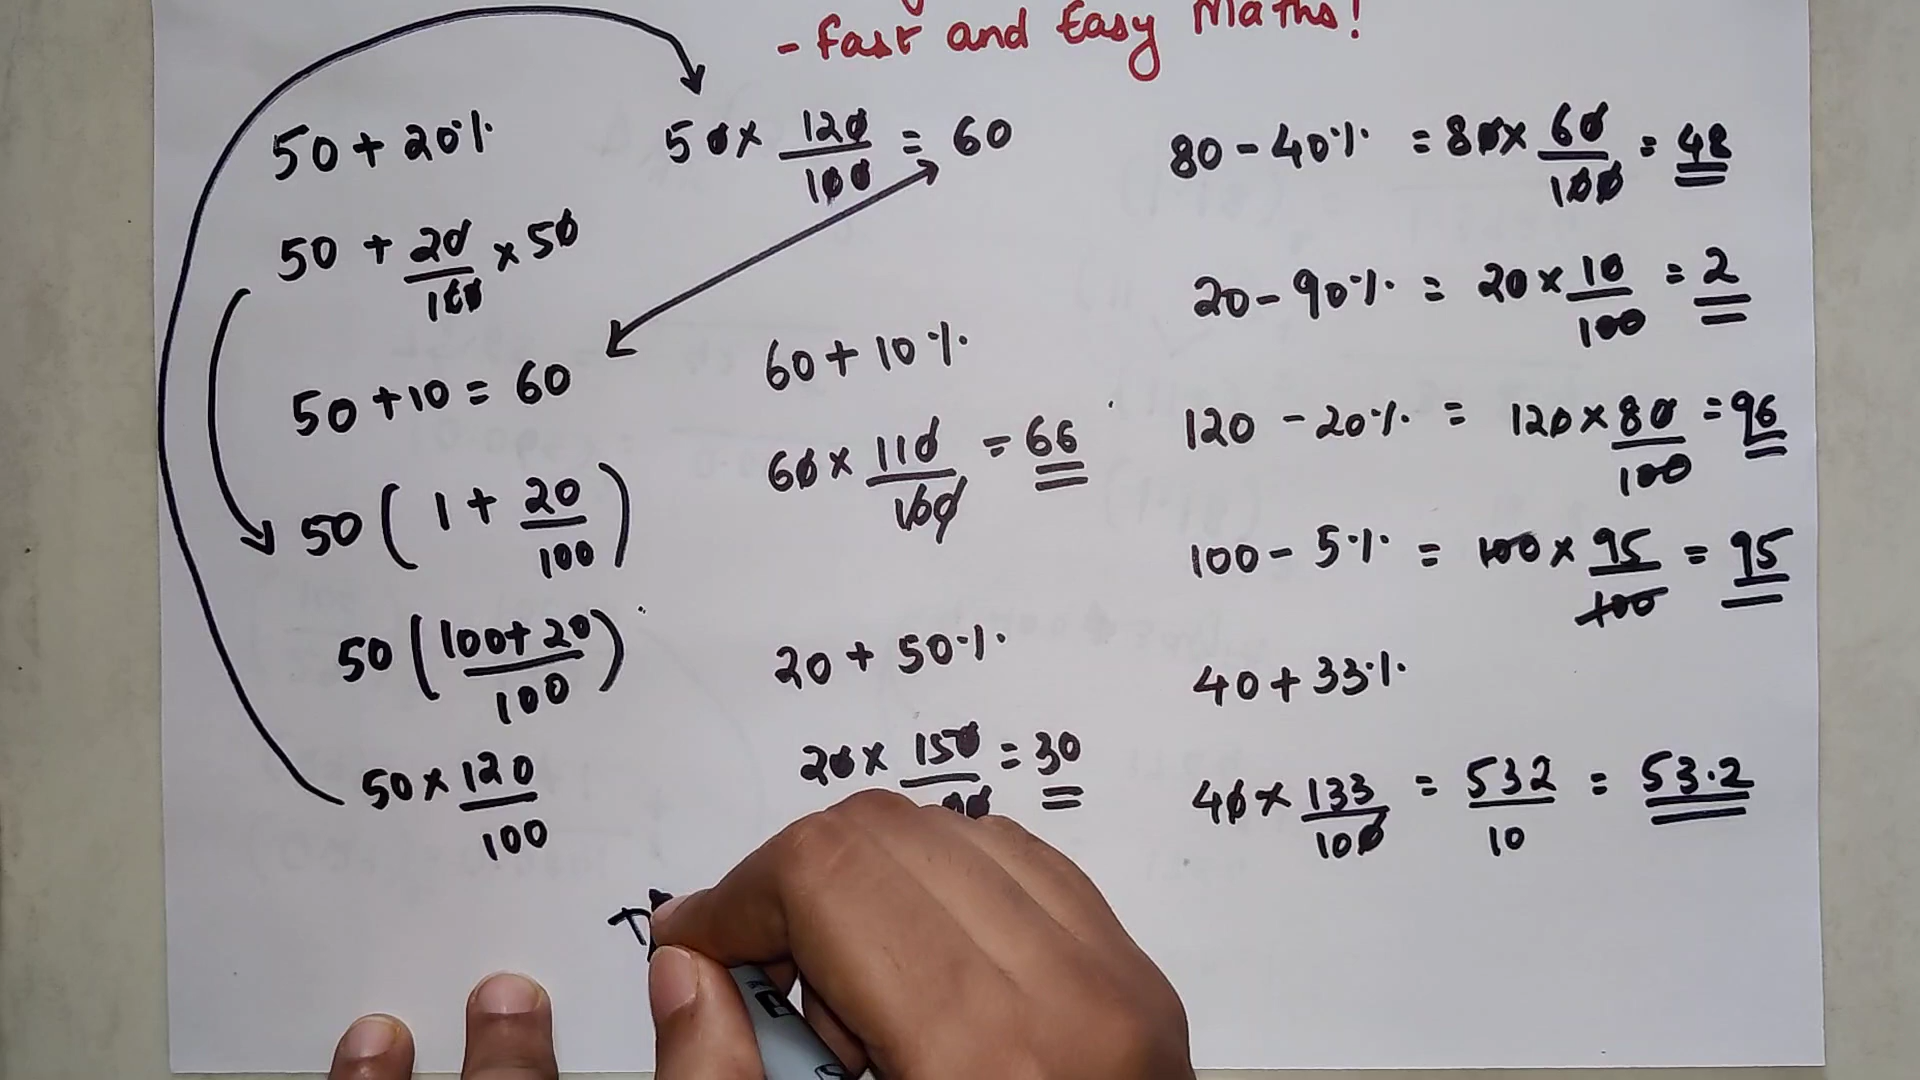 - Fast and Easy Maths!
50 + 20%
50 + 20/100 × 50
50 + 10 = 60
50 ( 1 + 20/100 )
50 ( 100 + 20/100 )
50 × 120/100
50 × 120/100 = 60
60 + 10%
60 × 110/100 = 66
20 + 50%
20 × 150/ = 30
80 - 40% = 80 × 60/100 = 48
20 - 90% = 20 × 10/100 = 2
120 - 20% = 120 × 80/100 = 96
100 - 5% = 100 × 95/100 = 95
40 + 33%
40 × 133/100 = 532/10 = 53.2